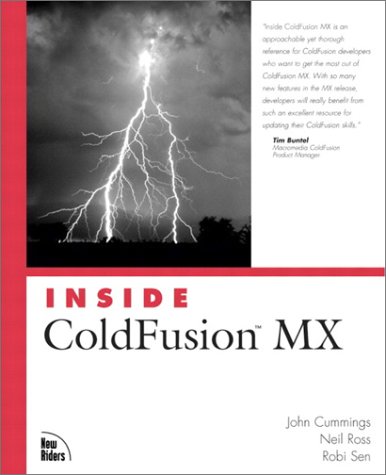 "Inside ColdFusion MX is an
approachable yet thorough
reference for ColdFusion developers
who want to get the most out of
ColdFusion MX. With so many
new features in the MX release,
developers will really benefit from
such an excellent resource for
updating their ColdFusion skills."
Tim Buntel
Macromedia ColdFusion
Product Manager
INSIDE
ColdFusion™ MX
John Cummings
Neil Ross
Robi Sen
New
Riders